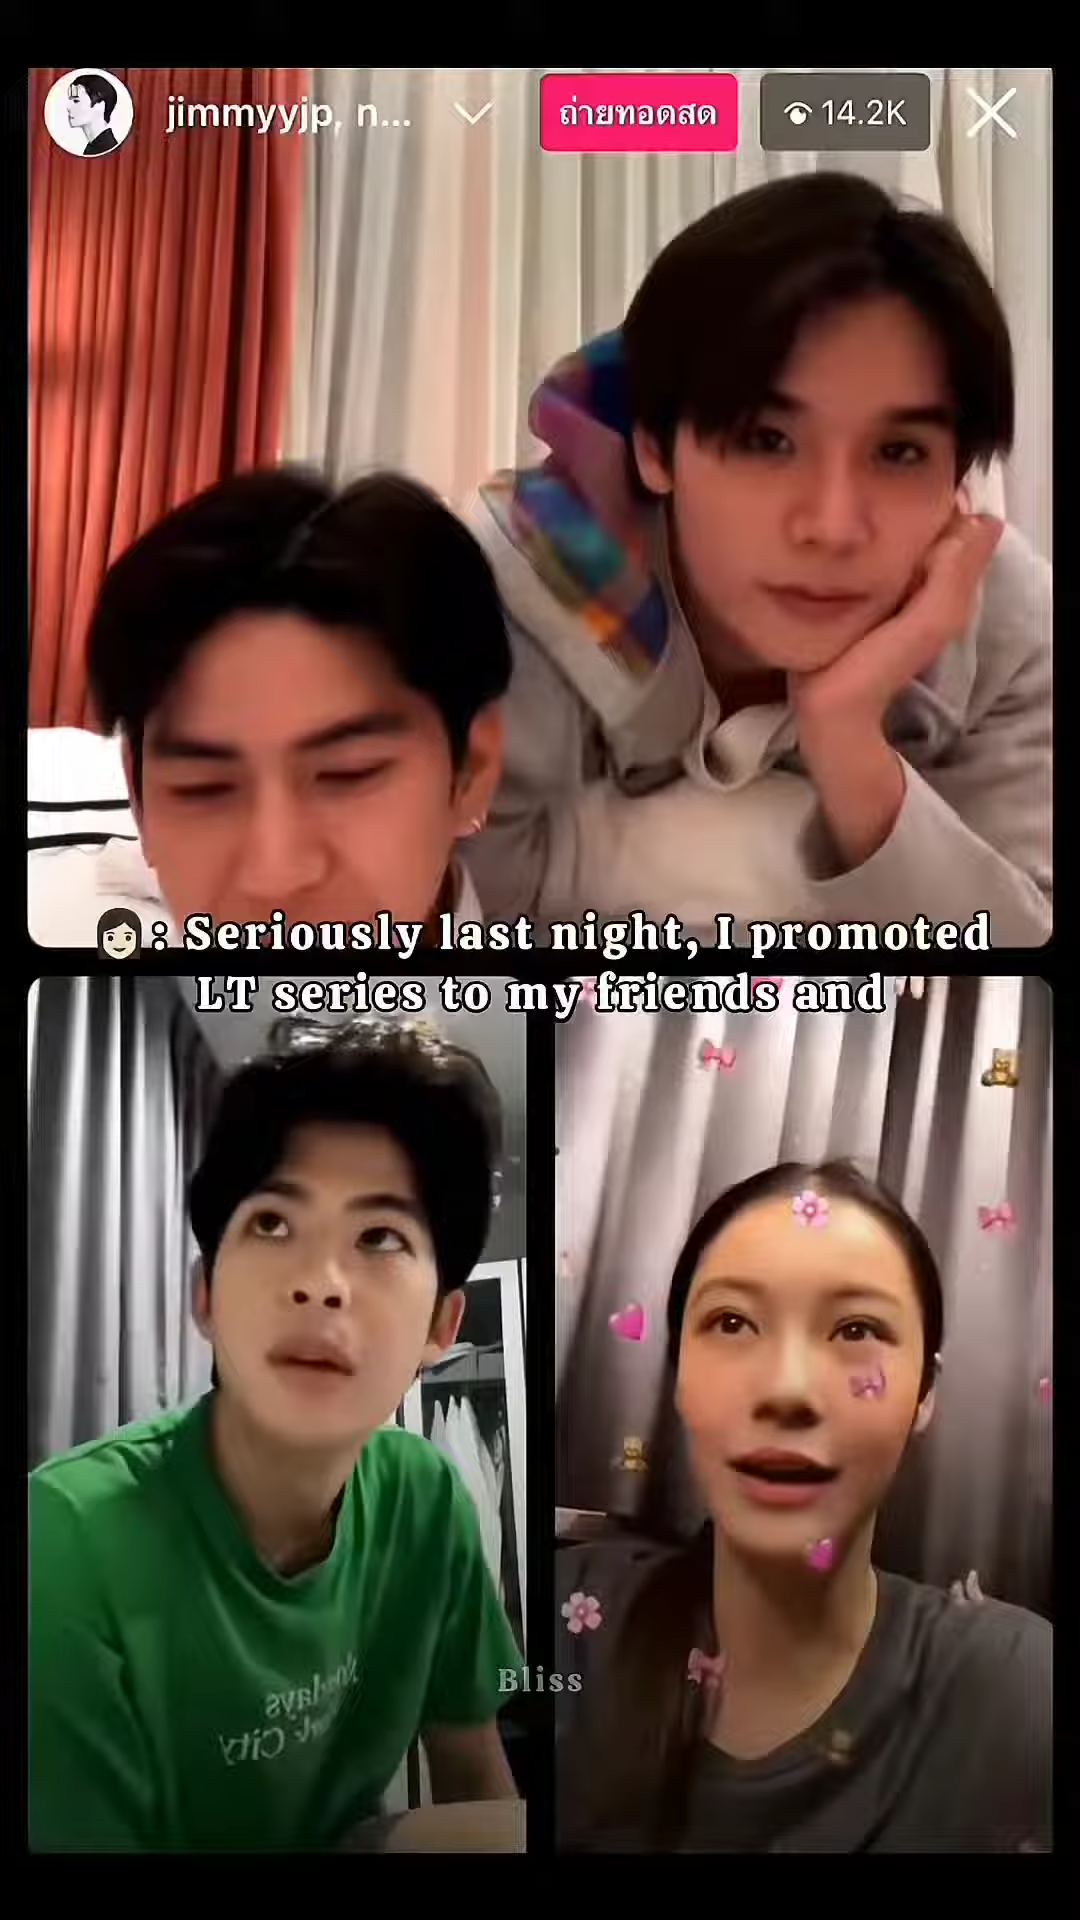 jimmyyjp, n...
ถ่ายทอดสด
14.2K
: Seriously last night, I promoted
LT series to my friends and
Bliss
City